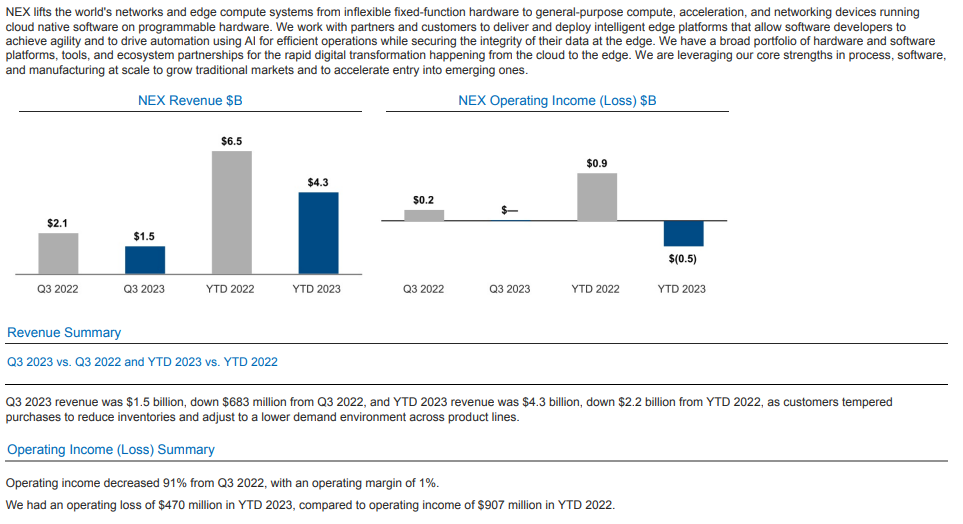 NEX lifts the world's networks and edge compute systems from inflexible fixed-function hardware to general-purpose compute, acceleration, and networking devices running
cloud native software on programmable hardware. We work with partners and customers to deliver and deploy intelligent edge platforms that allow software developers to
achieve agility and to drive automation using AI for efficient operations while securing the integrity of their data at the edge. We have a broad portfolio of hardware and software
platforms, tools, and ecosystem partnerships for the rapid digital transformation happening from the cloud to the edge. We are leveraging our core strengths in process, software,
and manufacturing at scale to grow traditional markets and to accelerate entry into emerging ones.
NEX Revenue $B
$2.1
$1.5
$6.5
$4.3
Q3 2022
Q3 2023
YTD 2022
YTD 2023
NEX Operating Income (Loss) $B
$0.2
$—
$0.9
$(0.5)
Q3 2022
Q3 2023
YTD 2022
YTD 2023
Revenue Summary
Q3 2023 vs. Q3 2022 and YTD 2023 vs. YTD 2022
Q3 2023 revenue was $1.5 billion, down $683 million from Q3 2022, and YTD 2023 revenue was $4.3 billion, down $2.2 billion from YTD 2022, as customers tempered
purchases to reduce inventories and adjust to a lower demand environment across product lines.
Operating Income (Loss) Summary
Operating income decreased 91% from Q3 2022, with an operating margin of 1%.
We had an operating loss of $470 million in YTD 2023, compared to operating income of $907 million in YTD 2022.